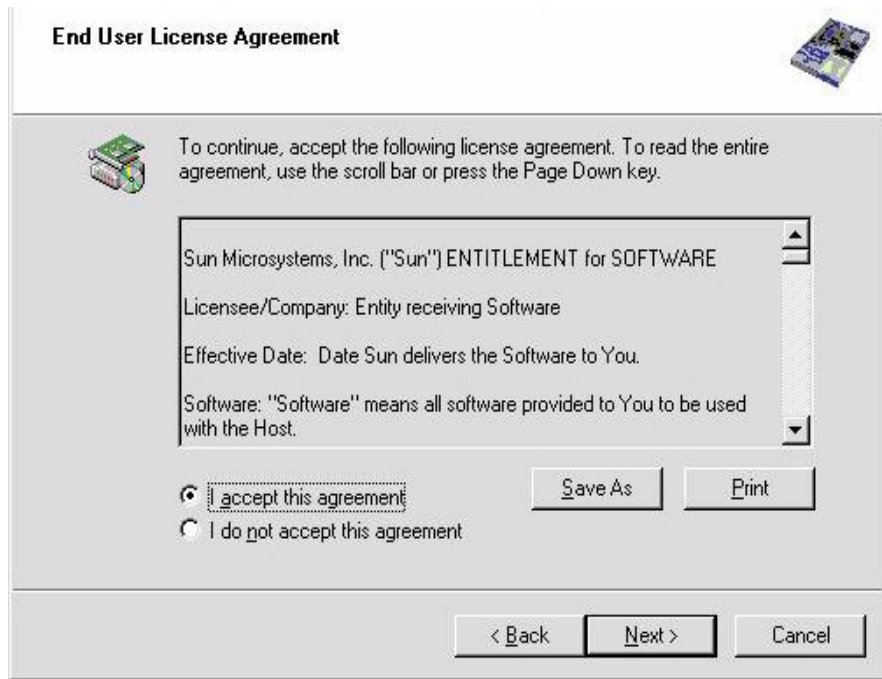 End User License Agreement
To continue, accept the following license agreement. To read the entire
agreement, use the scroll bar or press the Page Down key.
Sun Microsystems, Inc. ("Sun") ENTITLEMENT for SOFTWARE
Licensee/Company: Entity receiving Software
Effective Date:  Date Sun delivers the Software to You.
Software: "Software" means all software provided to You to be used
with the Host.
I accept this agreement
Save As
Print
I do not accept this agreement
< Back
Next >
Cancel